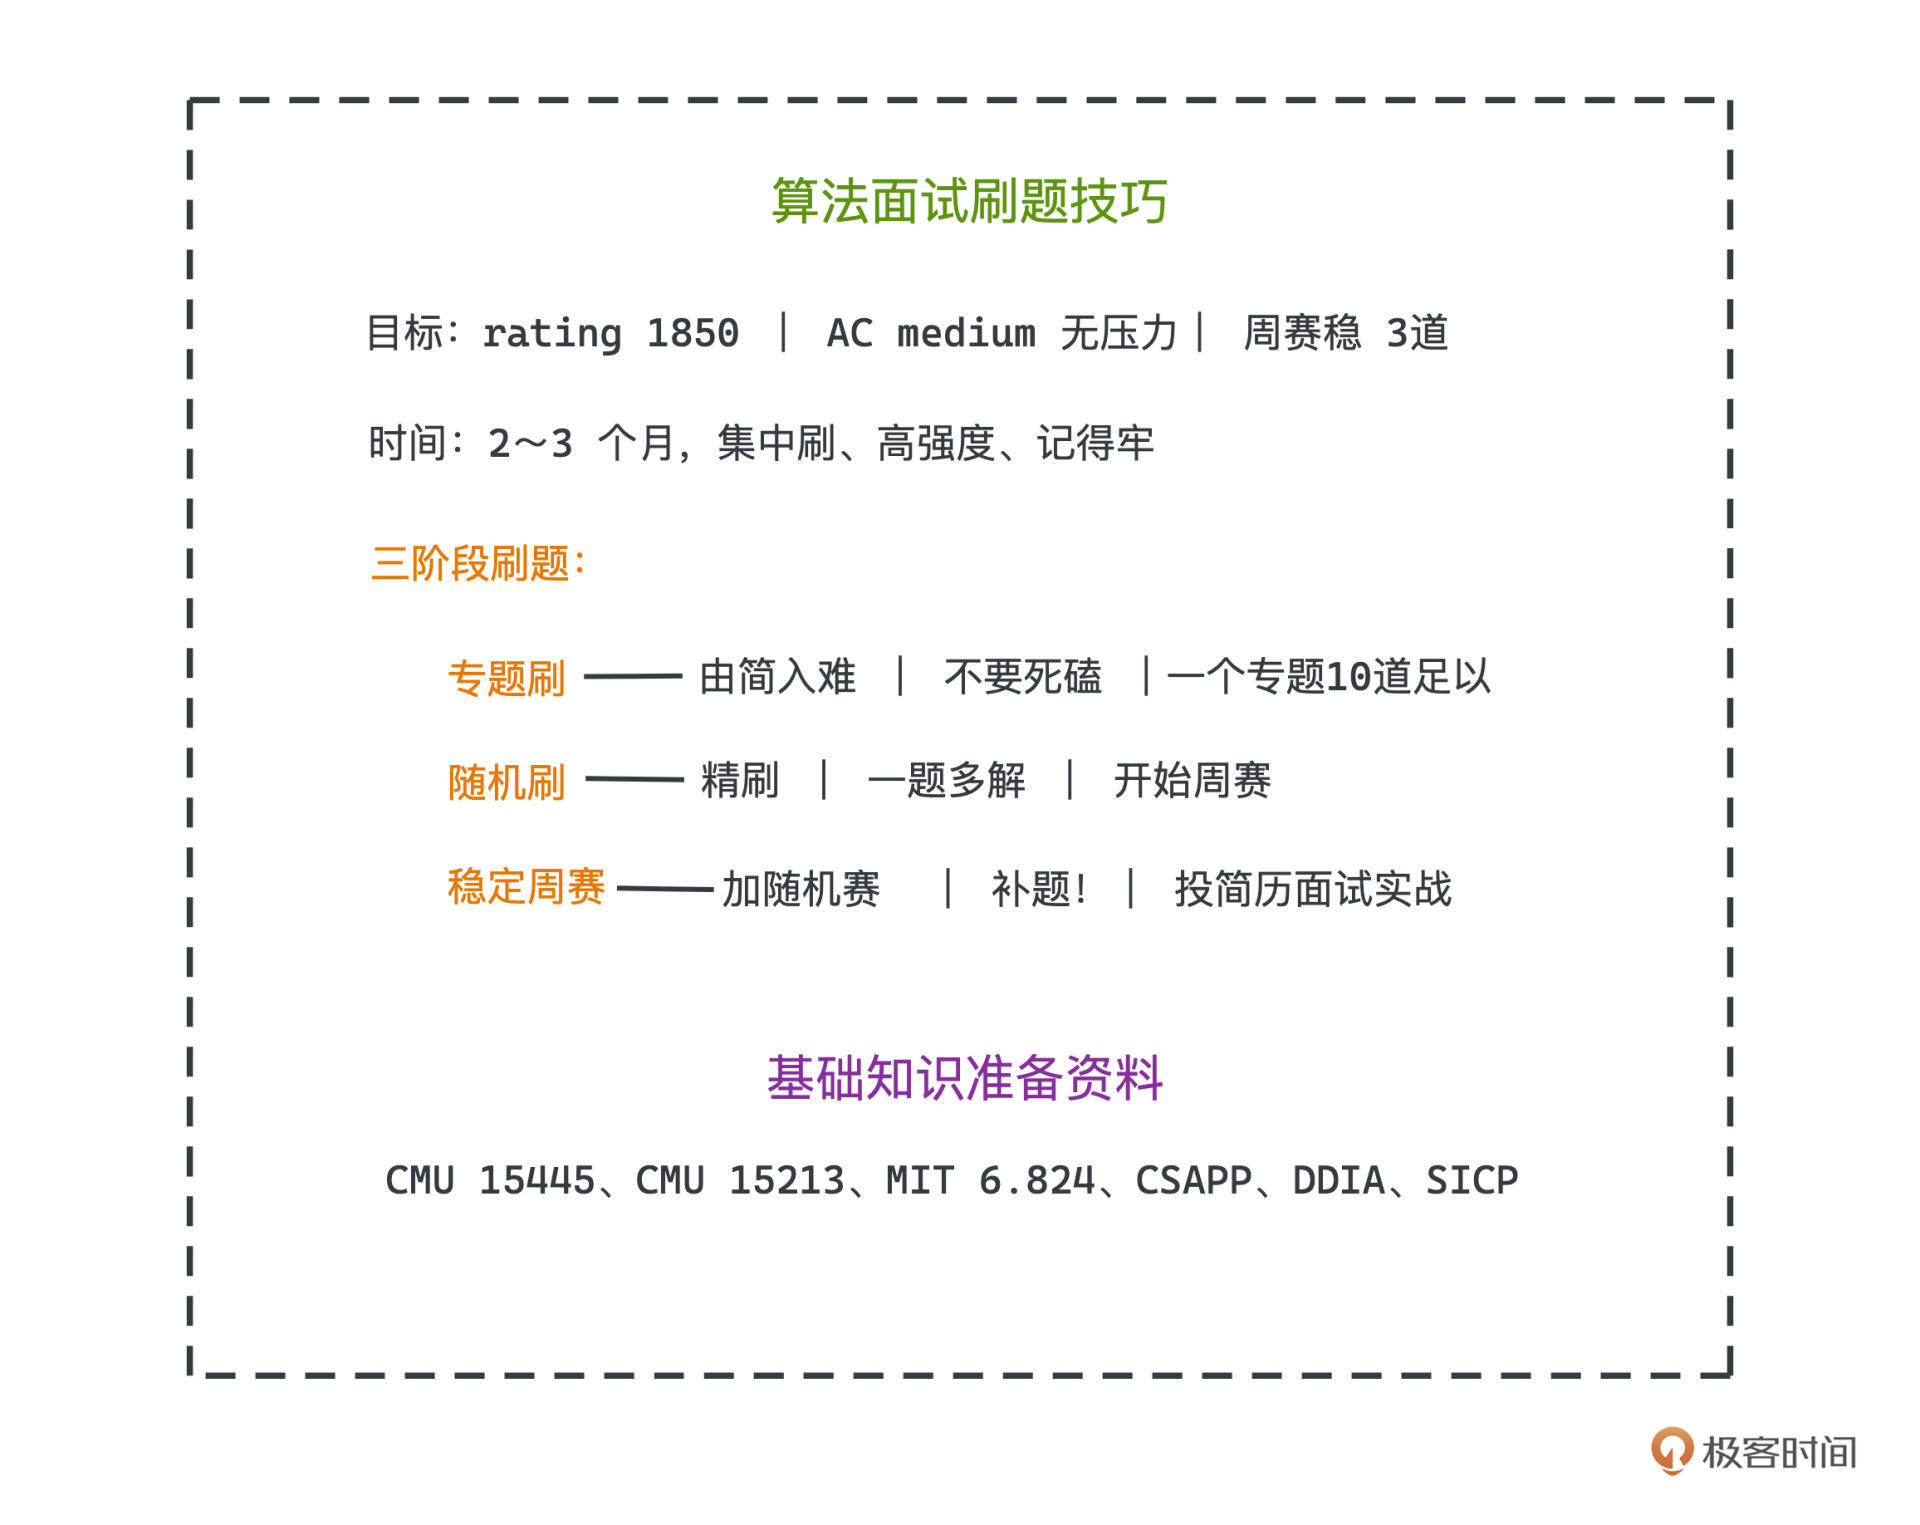 算法面试刷题技巧
目标：rating 1850 | AC medium 无压力 | 周赛稳 3道
时间：2～3 个月，集中刷、高强度、记得牢
三阶段刷题：
专题刷 —— 由简入难 | 不要死磕 | 一个专题10道足以
随机刷 —— 精刷 | 一题多解 | 开始周赛
稳定周赛 —— 加随机赛 | 补题！ | 投简历面试实战
基础知识准备资料
CMU 15445、CMU 15213、MIT 6.824、CSAPP、DDIA、SICP
极客时间